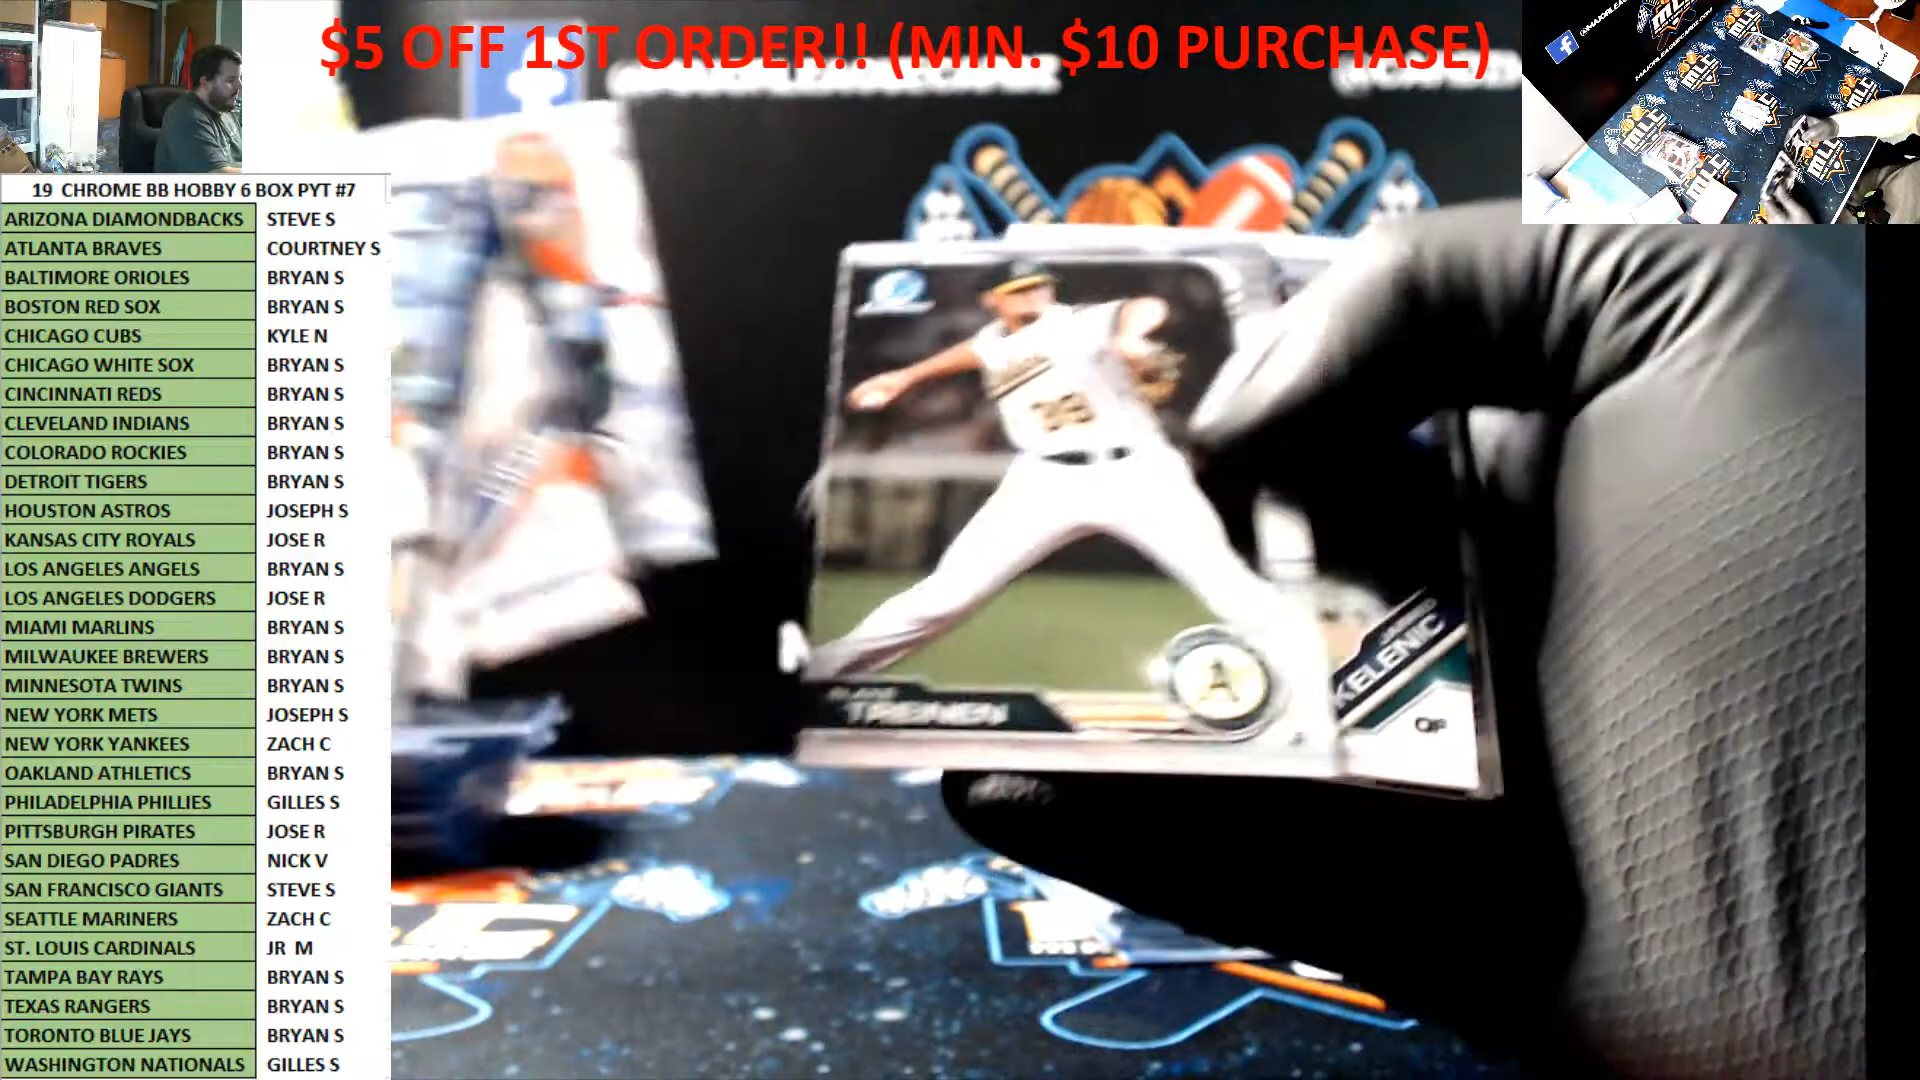 $5 OFF 1ST ORDER!! (MIN. $10 PURCHASE)
19 CHROME BB HOBBY 6 BOX PYT #7
ARIZONA DIAMONDBACKS STEVE S
ATLANTA BRAVES COURTNEY S
BALTIMORE ORIOLES BRYAN S
BOSTON RED SOX BRYAN S
CHICAGO CUBS KYLE N
CHICAGO WHITE SOX BRYAN S
CINCINNATI REDS BRYAN S
CLEVELAND INDIANS BRYAN S
COLORADO ROCKIES BRYAN S
DETROIT TIGERS BRYAN S
HOUSTON ASTROS JOSEPH S
KANSAS CITY ROYALS JOSE R
LOS ANGELES ANGELS BRYAN S
LOS ANGELES DODGERS JOSE R
MIAMI MARLINS BRYAN S
MILWAUKEE BREWERS BRYAN S
MINNESOTA TWINS BRYAN S
NEW YORK METS JOSEPH S
NEW YORK YANKEES ZACH C
OAKLAND ATHLETICS BRYAN S
PHILADELPHIA PHILLIES GILLES S
PITTSBURGH PIRATES JOSE R
SAN DIEGO PADRES NICK V
SAN FRANCISCO GIANTS STEVE S
SEATTLE MARINERS ZACH C
ST. LOUIS CARDINALS JR M
TAMPA BAY RAYS BRYAN S
TEXAS RANGERS BRYAN S
TORONTO BLUE JAYS BRYAN S
WASHINGTON NATIONALS GILLES S
39
TREINEN
A
KELENIC
OF
MLC
MLC
MLC
MLC